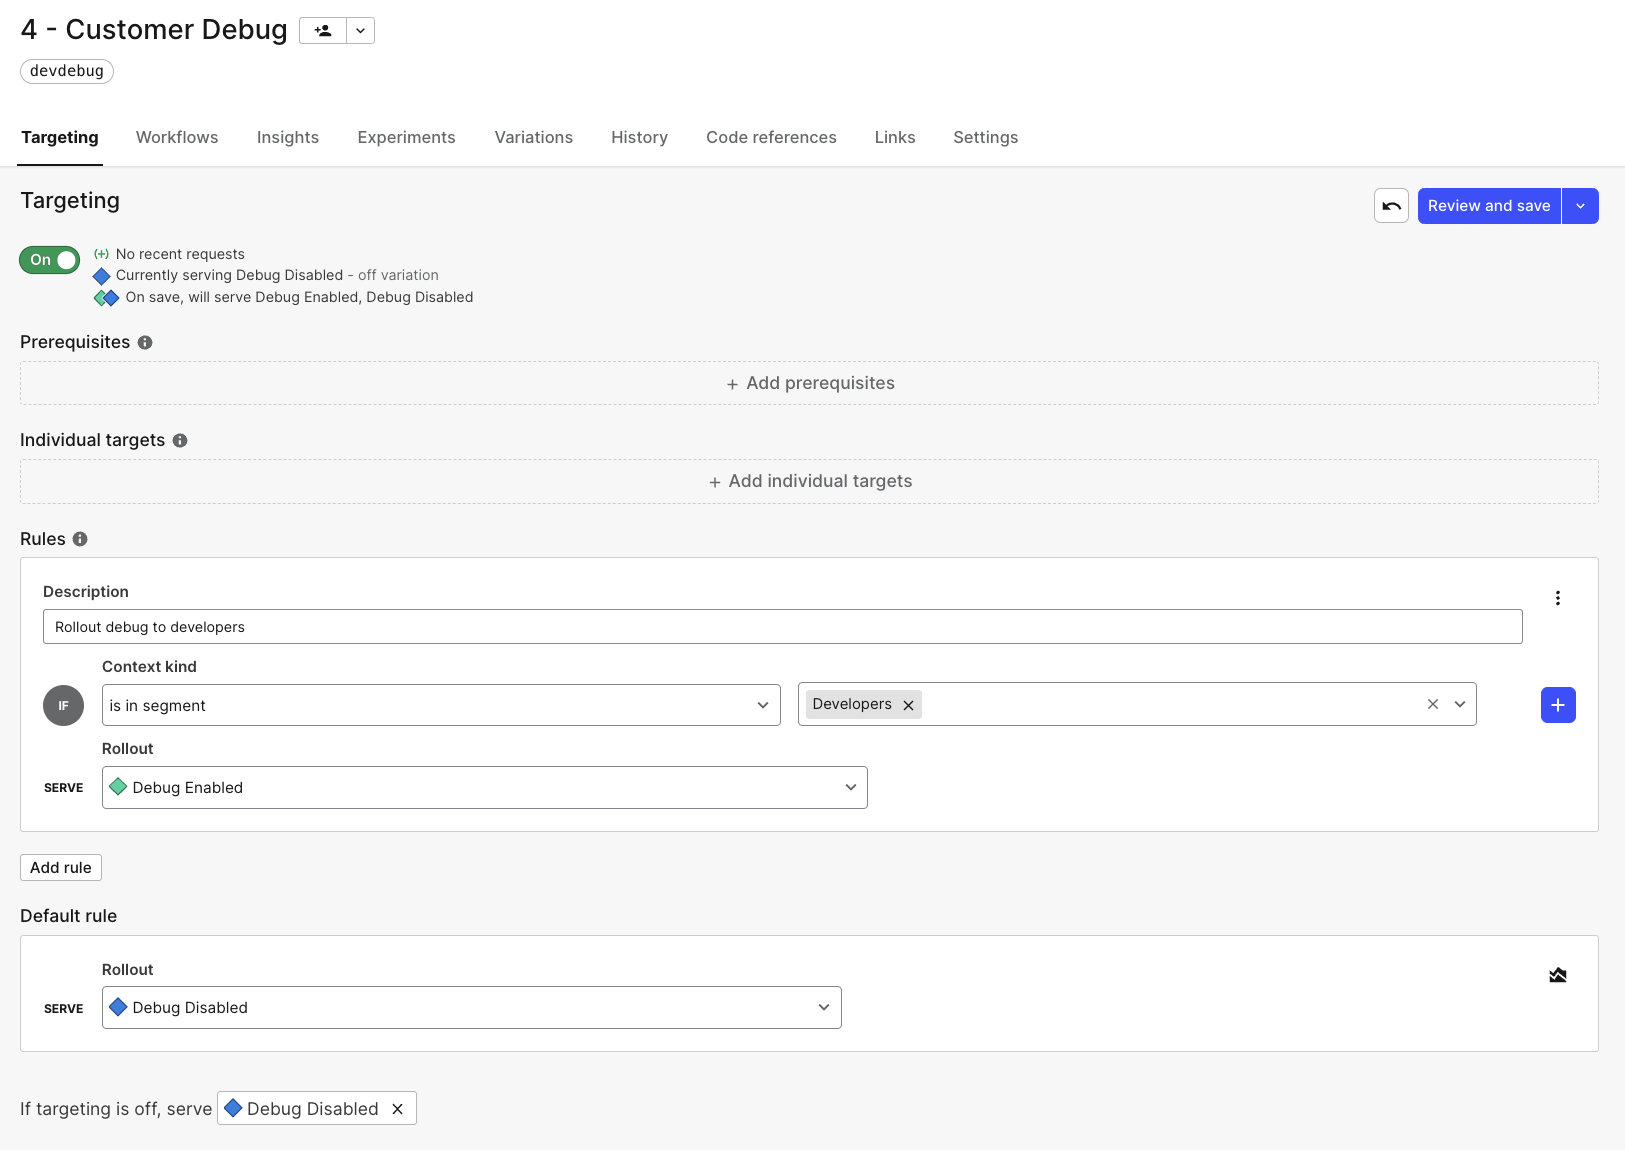 4 - Customer Debug
devdebug
Targeting Workflows Insights Experiments Variations History Code references Links Settings
Targeting
Review and save
On
(+) No recent requests
Currently serving Debug Disabled - off variation
On save, will serve Debug Enabled, Debug Disabled
Prerequisites
+ Add prerequisites
Individual targets
+ Add individual targets
Rules
Description
Rollout debug to developers
Context kind
IF is in segment Developers
Rollout
SERVE Debug Enabled
Add rule
Default rule
Rollout
SERVE Debug Disabled
If targeting is off, serve Debug Disabled